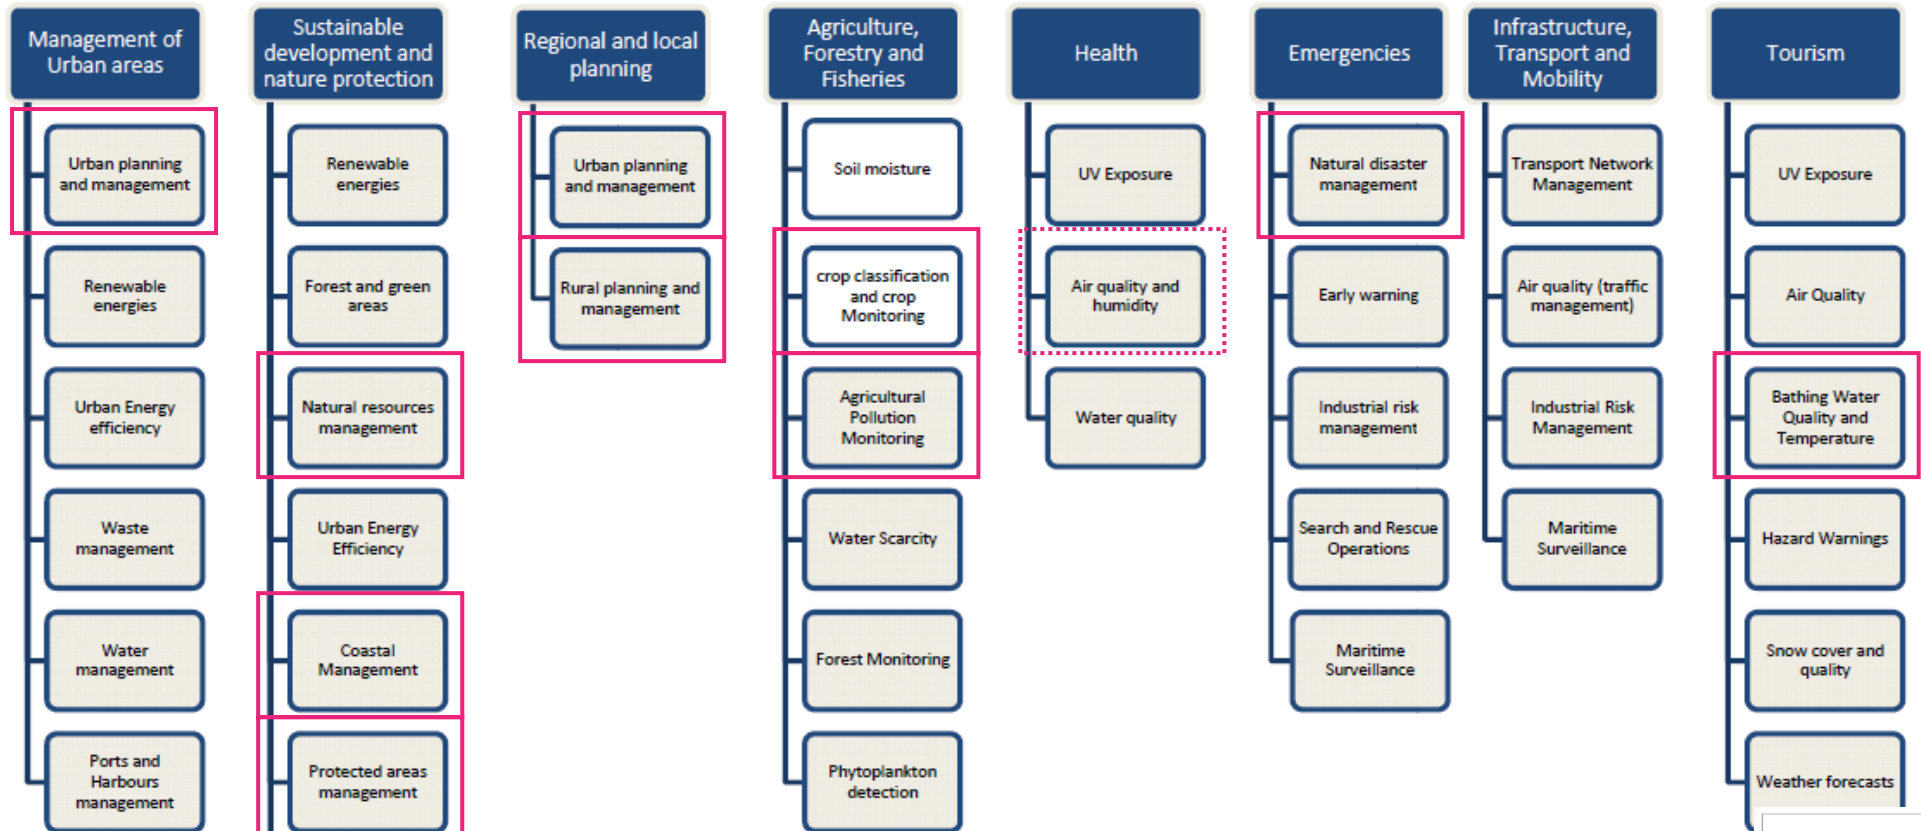 Management of
Urban areas
Urban planning
and management
Renewable
energies
Urban Energy
efficiency
Waste
management
Water
management
Ports and
Harbours
management
Sustainable
development and
nature protection
Renewable
energies
Forest and green
areas
Natural resources
management
Urban Energy
Efficiency
Coastal
Management
Protected areas
management
Regional and local
planning
Urban planning
and management
Rural planning and
management
Agriculture,
Forestry and
Fisheries
Soil moisture
crop classification
and crop
Monitoring
Agricultural
Pollution
Monitoring
Water Scarcity
Forest Monitoring
Phytoplankton
detection
Health
UV Exposure
Air quality and
humidity
Water quality
Emergencies
Natural disaster
management
Early warning
Industrial risk
management
Search and Rescue
Operations
Maritime
Surveillance
Infrastructure,
Transport and
Mobility
Transport Network
Management
Air quality (traffic
management)
Industrial Risk
Management
Maritime
Surveillance
Tourism
UV Exposure
Air Quality
Bathing Water
Quality and
Temperature
Hazard Warnings
Snow cover and
quality
Weather forecasts